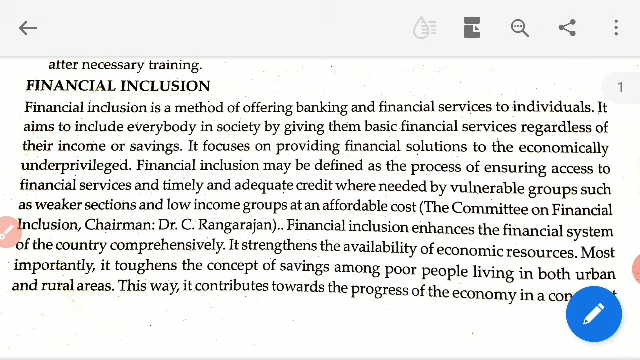 after necessary training.
FINANCIAL INCLUSION
1
Financial inclusion is a method of offering banking and financial services to individuals. It
aims to include everybody in society by giving them basic financial services regardless of
their income or savings. It focuses on providing financial solutions to the economically
underprivileged. Financial inclusion may be defined as the process of ensuring access to
financial services and timely and adequate credit where needed by vulnerable groups such
as weaker sections and low income groups at an affordable cost (The Committee on Financial
Inclusion, Chairman: Dr. C. Rangarajan).. Financial inclusion enhances the financial system
of the country comprehensively. It strengthens the availability of economic resources. Most
importantly, it toughens the concept of savings among poor people living in both urban
and rural areas. This way, it contributes towards the progress of the economy in a